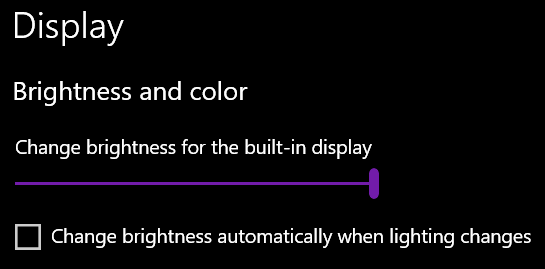 Display
Brightness and color
Change brightness for the built-in display
Change brightness automatically when lighting changes